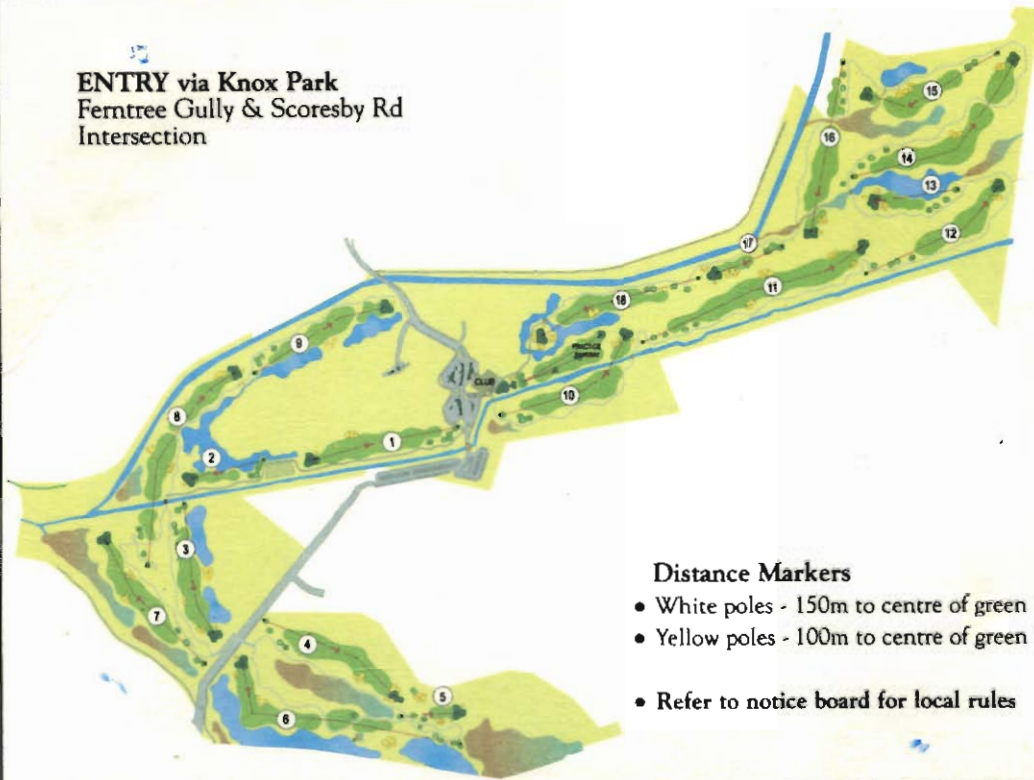 ENTRY via Knox Park
Ferntree Gully & Scoresby Rd
Intersection
15
16
14
13
12
17
11
18
9
CLUB
10
8
1
2
3
7
4
5
6
Distance Markers
• White poles - 150m to centre of green
• Yellow poles - 100m to centre of green
• Refer to notice board for local rules